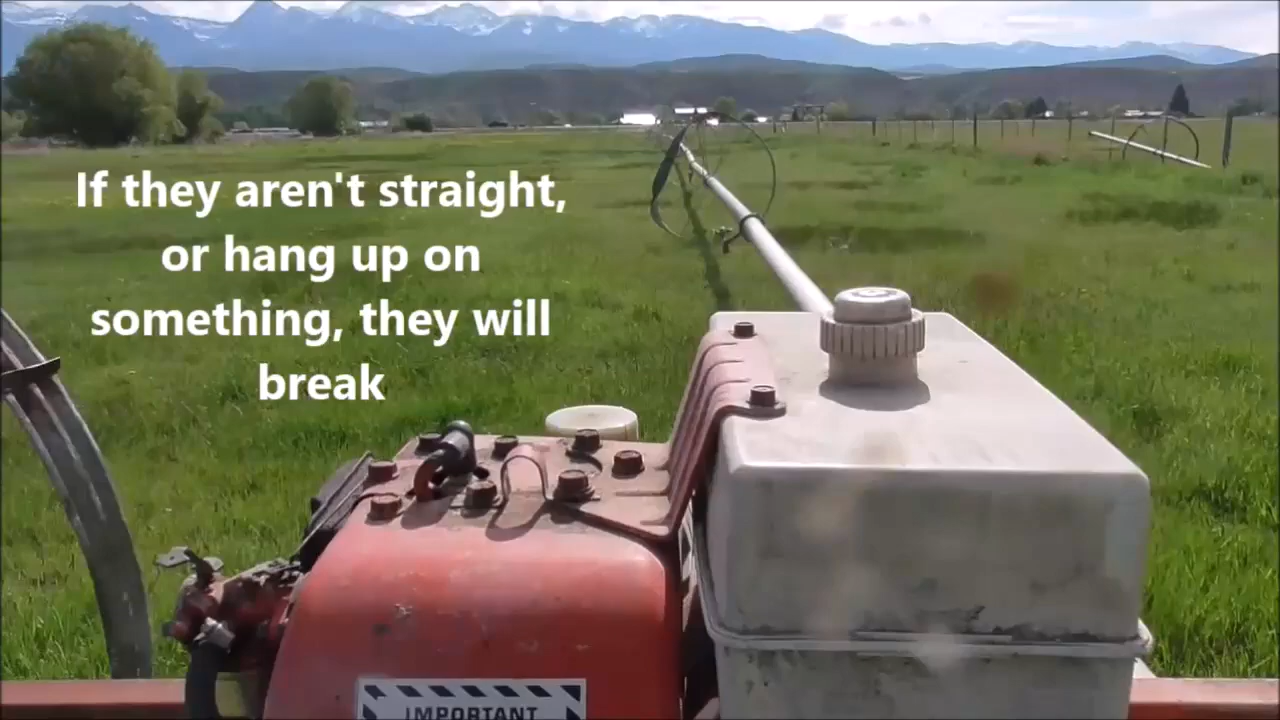 If they aren't straight,
or hang up on
something, they will
break
IMPORTANT